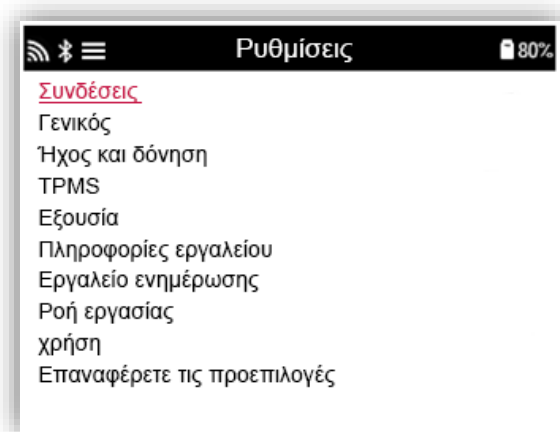 Ρυθμίσεις 80%
Συνδέσεις
Γενικός
Ήχος και δόνηση
TPMS
Εξουσία
Πληροφορίες εργαλείου
Εργαλείο ενημέρωσης
Ροή εργασίας
χρήση
Επαναφέρετε τις προεπιλογές